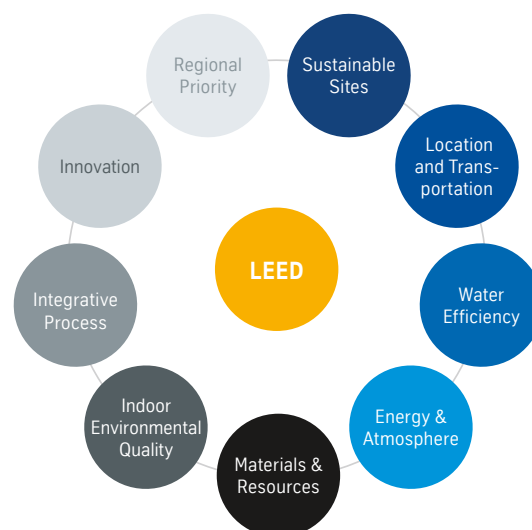 Regional
Priority
Sustainable
Sites
Location
and Trans-
portation
Water
Efficiency
Energy &
Atmosphere
Materials &
Resources
Indoor
Environmental
Quality
Integrative
Process
Innovation
LEED